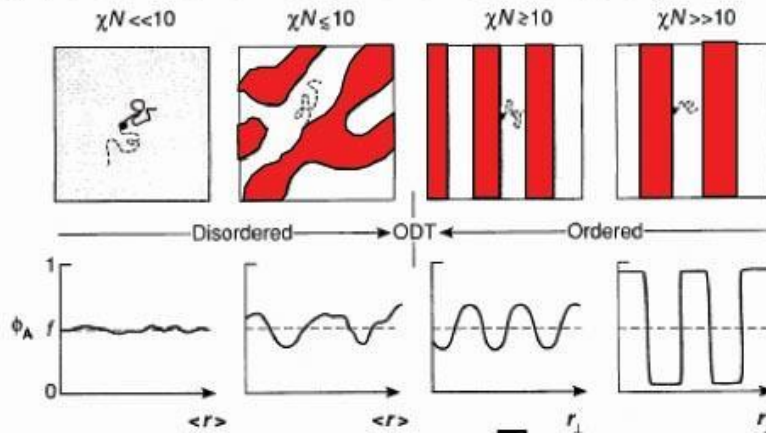 χN <<10 χN ≲10 χN ≥10 χN >>10
Disordered ODT Ordered
1
ϕA f
0
<r> <r> r⊥ r